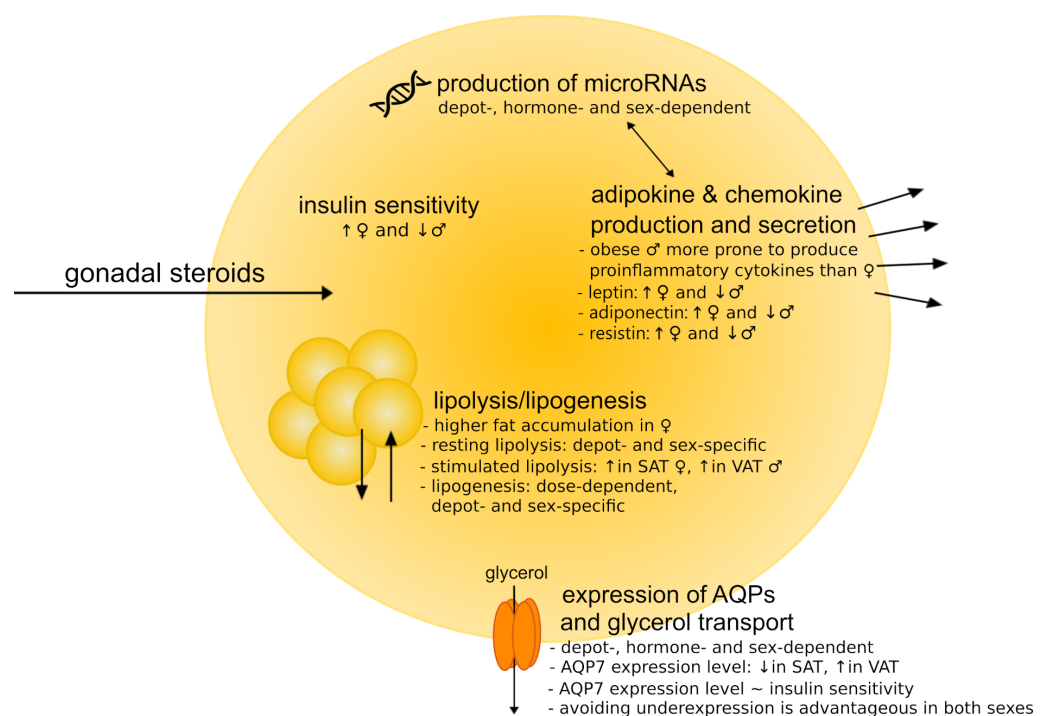 production of microRNAs
depot-, hormone- and sex-dependent
insulin sensitivity
↑♀ and ↓♂
adipokine & chemokine
production and secretion
- obese ♂ more prone to produce
proinflammatory cytokines than ♀
- leptin:↑♀ and ↓♂
- adiponectin:↑♀ and ↓♂
- resistin:↑♀ and ↓♂
gonadal steroids
lipolysis/lipogenesis
- higher fat accumulation in ♀
- resting lipolysis: depot- and sex-specific
- stimulated lipolysis: ↑in SAT ♀, ↑in VAT ♂
- lipogenesis: dose-dependent,
depot- and sex-specific
glycerol
expression of AQPs
and glycerol transport
- depot-, hormone- and sex-dependent
- AQP7 expression level: ↓in SAT, ↑in VAT
- AQP7 expression level ~ insulin sensitivity
- avoiding underexpression is advantageous in both sexes